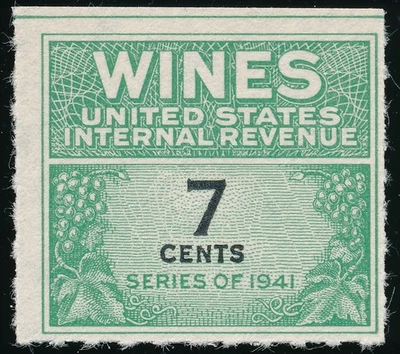 WINES
UNITED STATES
INTERNAL REVENUE
7
CENTS
SERIES OF 1941